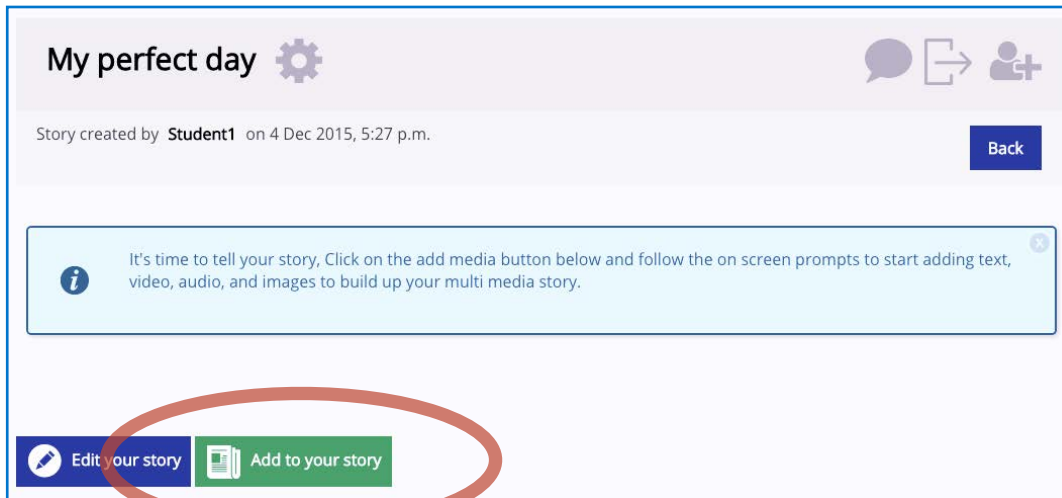 My perfect day
Story created by Student1 on 4 Dec 2015, 5:27 p.m.
Back
It's time to tell your story, Click on the add media button below and follow the on screen prompts to start adding text,
video, audio, and images to build up your multi media story.
Edit your story
Add to your story